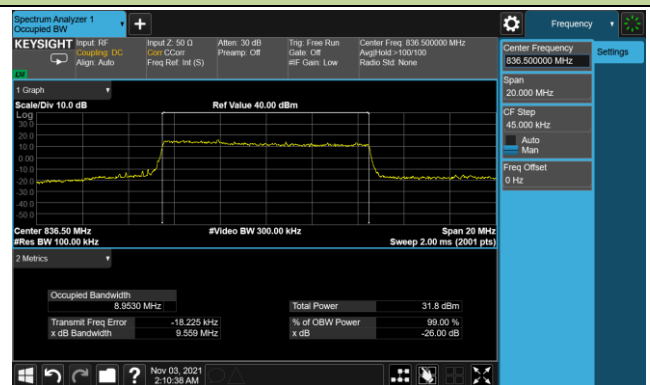 Spectrum Analyzer 1
Occupied BW
Frequency
KEYSIGHT
Input: RF
Coupling: DC
Align: Auto
Input Z: 50 Ω
Corr CCorr
Freq Ref: Int (S)
Atten: 30 dB
Preamp: Off
Trig: Free Run
Gate: Off
#IF Gain: Low
Center Freq: 836.500000 MHz
Avg|Hold:>100/100
Radio Std: None
Center Frequency
836.500000 MHz
Settings
Span
20.000 MHz
CF Step
45.000 kHz
Auto
Man
Freq Offset
0 Hz
1 Graph
Scale/Div 10.0 dB
Ref Value 40.00 dBm
Log
30.0
20.0
10.0
0.00
-10.0
-20.0
-30.0
-40.0
-50.0
Center 836.50 MHz
#Video BW 300.00 kHz
Span 20 MHz
#Res BW 100.00 kHz
Sweep 2.00 ms (2001 pts)
2 Metrics
Occupied Bandwidth
8.9530 MHz
Total Power
31.8 dBm
Transmit Freq Error
-18.225 kHz
% of OBW Power
99.00 %
x dB Bandwidth
9.559 MHz
x dB
-26.00 dB
?
Nov 03, 2021
2:10:38 AM